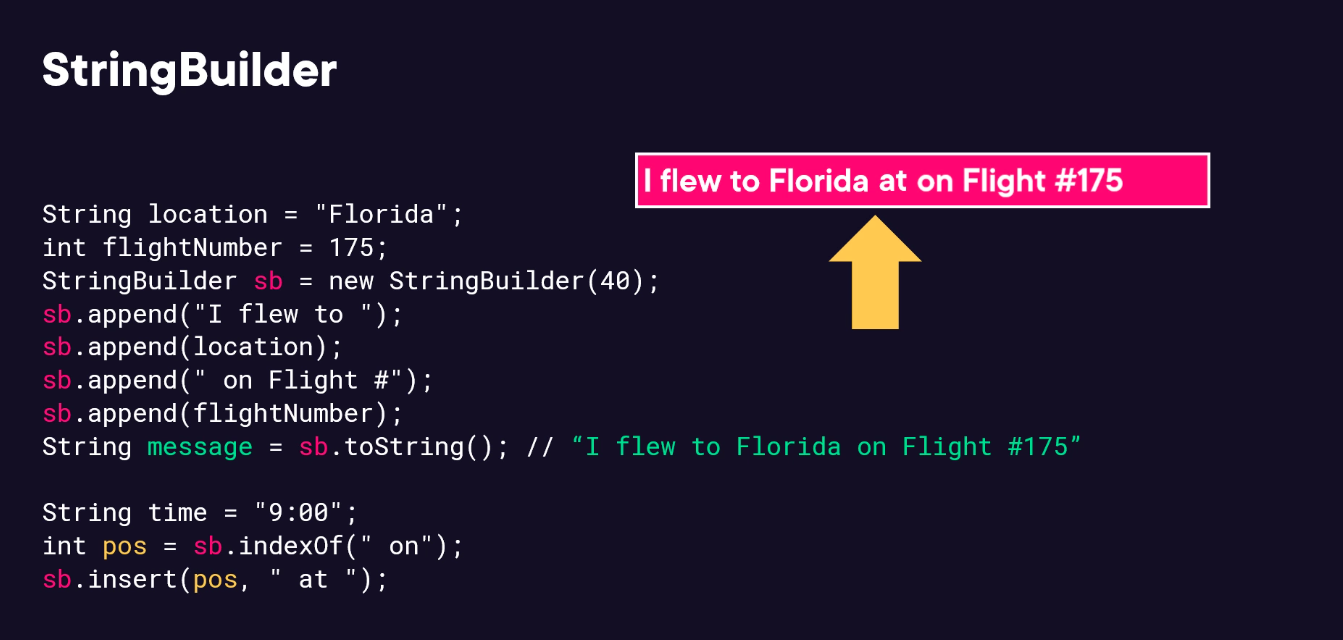 StringBuilder
I flew to Florida at on Flight #175
String location = "Florida";
int flightNumber = 175;
StringBuilder sb = new StringBuilder(40);
sb.append("I flew to ");
sb.append(location);
sb.append(" on Flight #");
sb.append(flightNumber);
String message = sb.toString(); // “I flew to Florida on Flight #175”
String time = "9:00";
int pos = sb.indexOf(" on");
sb.insert(pos, " at ");